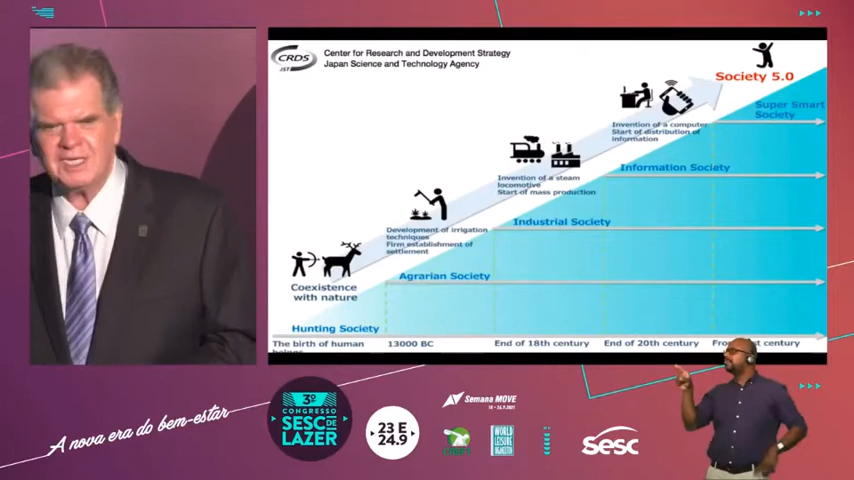 CRDS
JST
Center for Research and Development Strategy
Japan Science and Technology Agency
Society 5.0
Super Smart
Society
Invention of a computer
Start of distribution of
information
Information Society
Invention of a steam
locomotive
Start of mass production
Industrial Society
Development of irrigation
techniques
Firm establishment of
settlement
Agrarian Society
Coexistence
with nature
Hunting Society
The birth of human
beings
13000 BC
End of 18th century
End of 20th century
century
A nova era do bem-estar
3º
CONGRESSO
SESC DE
LAZER
23 E
24.9
Semana MOVE
WORLD
LEISURE
ORGANIZATION
Sesc